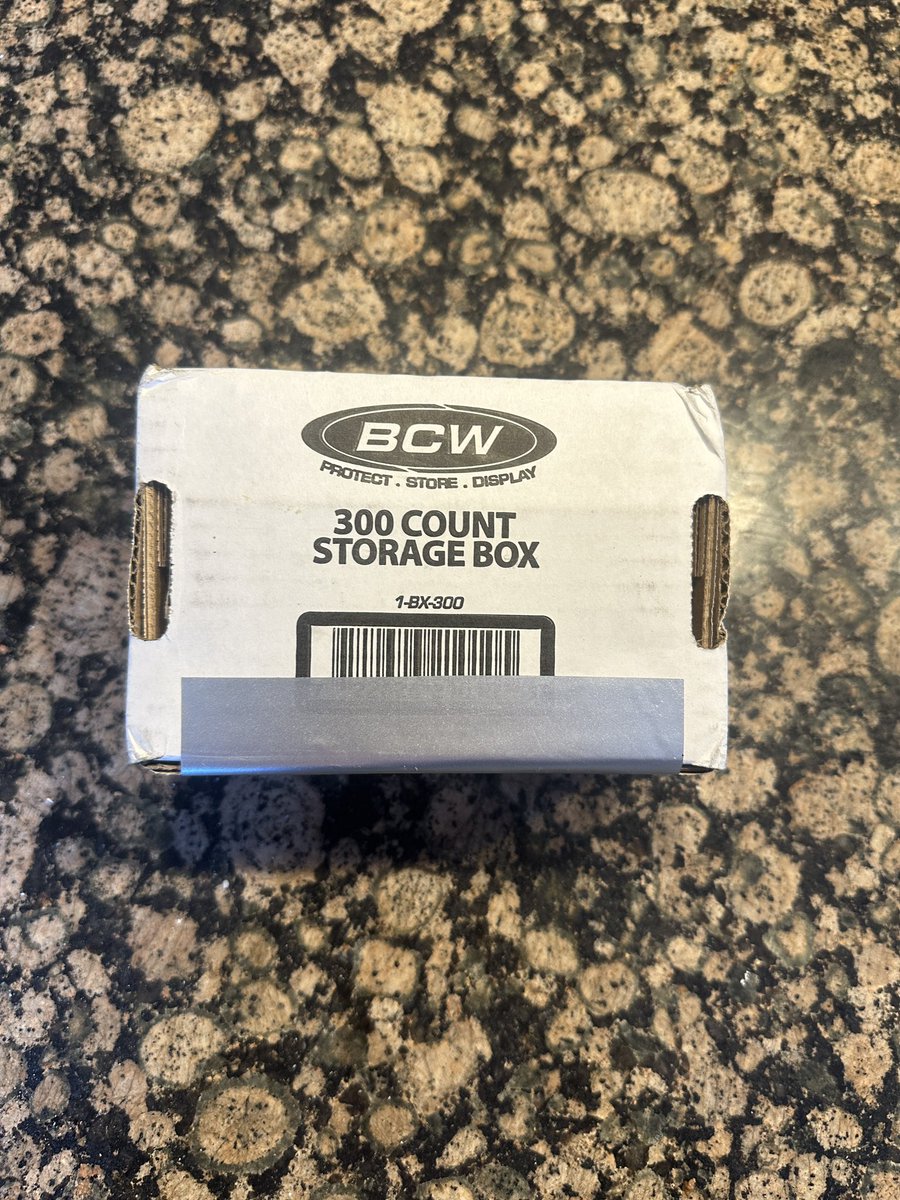 BCW
PROTECT . STORE . DISPLAY
300 COUNT
STORAGE BOX
1-BX-300